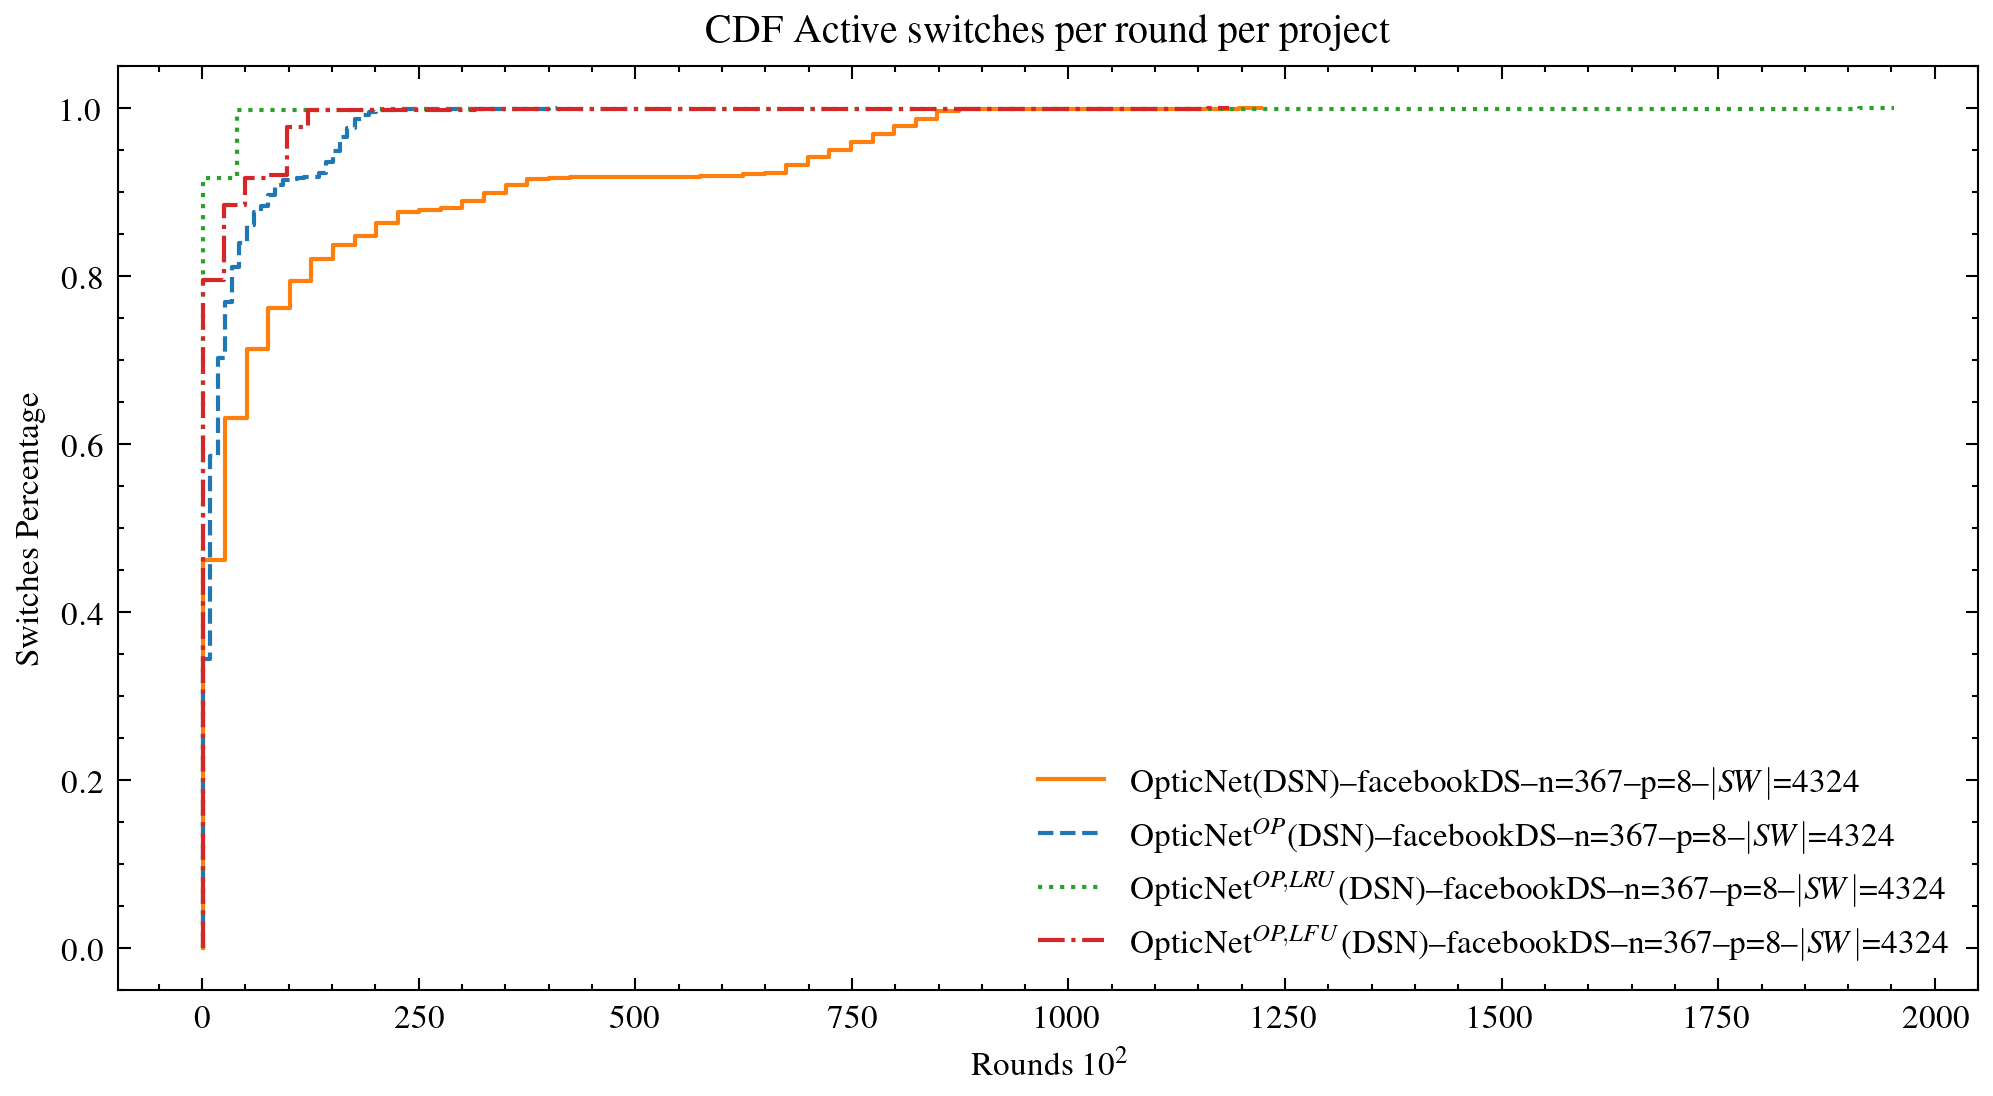 CDF Active switches per round per project
1.0
0.8
0.6
0.4
0.2
0.0
Switches Percentage
OpticNet(DSN)–facebookDS–n=367–p=8–|SW|=4324
OpticNet^{OP}(DSN)–facebookDS–n=367–p=8–|SW|=4324
OpticNet^{OP,LRU}(DSN)–facebookDS–n=367–p=8–|SW|=4324
OpticNet^{OP,LFU}(DSN)–facebookDS–n=367–p=8–|SW|=4324
0 250 500 750 1000 1250 1500 1750 2000
Rounds 10²